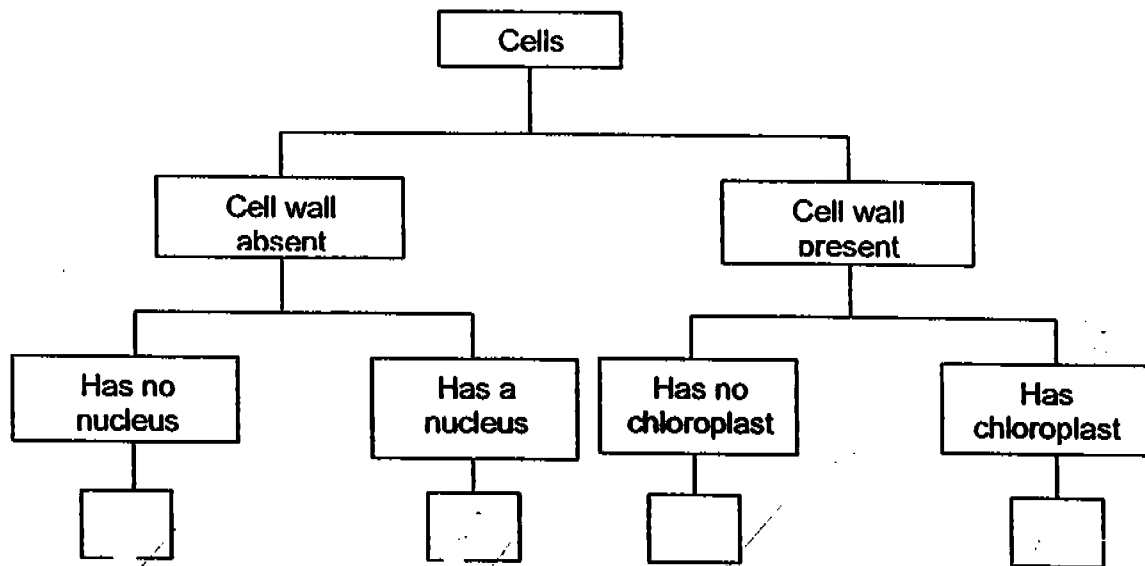 Cells
Cell wall
absent
Cell wall
present
Has no
nucleus
Has a
nucleus
Has no
chloroplast
Has
chloroplast